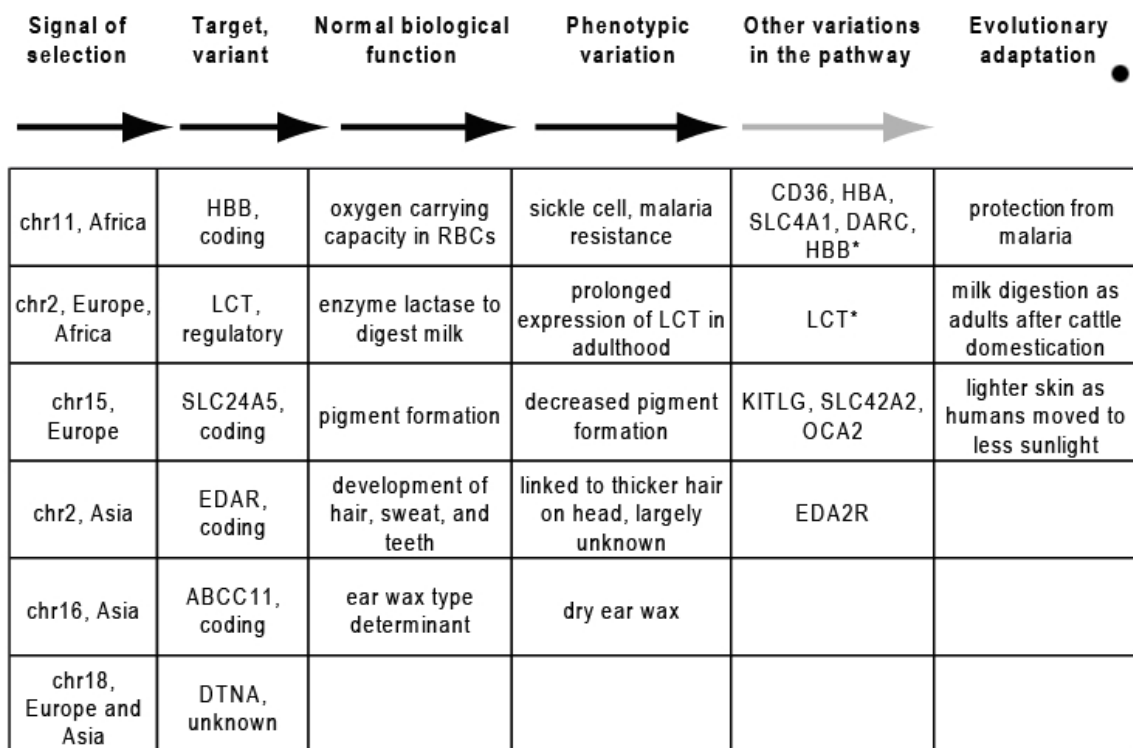 Signal of
selection
Target,
variant
Normal biological
function
Phenotypic
variation
Other variations
in the pathway
Evolutionary
adaptation
chr11, Africa
HBB,
coding
oxygen carrying
capacity in RBCs
sickle cell, malaria
resistance
CD36, HBA,
SLC4A1, DARC,
HBB*
protection from
malaria
chr2, Europe,
Africa
LCT,
regulatory
enzyme lactase to
digest milk
prolonged
expression of LCT in
adulthood
LCT*
milk digestion as
adults after cattle
domestication
chr15,
Europe
SLC24A5,
coding
pigment formation
decreased pigment
formation
KITLG, SLC42A2,
OCA2
lighter skin as
humans moved to
less sunlight
chr2, Asia
EDAR,
coding
development of
hair, sweat, and
teeth
linked to thicker hair
on head, largely
unknown
EDA2R
chr16, Asia
ABCC11,
coding
ear wax type
determinant
dry ear wax
chr18,
Europe and
Asia
DTNA,
unknown